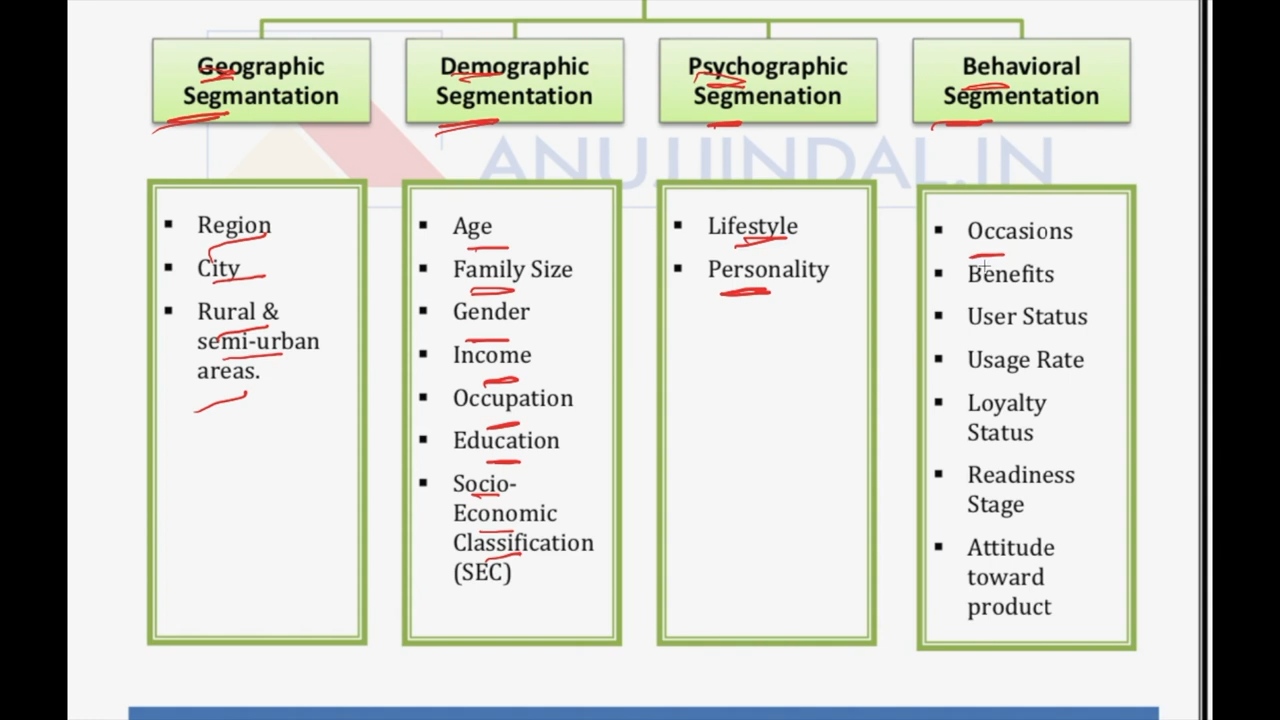 Geographic
Segmantation
Demographic
Segmentation
Psychographic
Segmenation
Behavioral
Segmentation
ANUJJINDAL.IN
▪ Region
▪ City
▪ Rural &
semi-urban
areas.
▪ Age
▪ Family Size
▪ Gender
▪ Income
▪ Occupation
▪ Education
▪ Socio-
Economic
Classification
(SEC)
▪ Lifestyle
▪ Personality
▪ Occasions
▪ Benefits
▪ User Status
▪ Usage Rate
▪ Loyalty
Status
▪ Readiness
Stage
▪ Attitude
toward
product